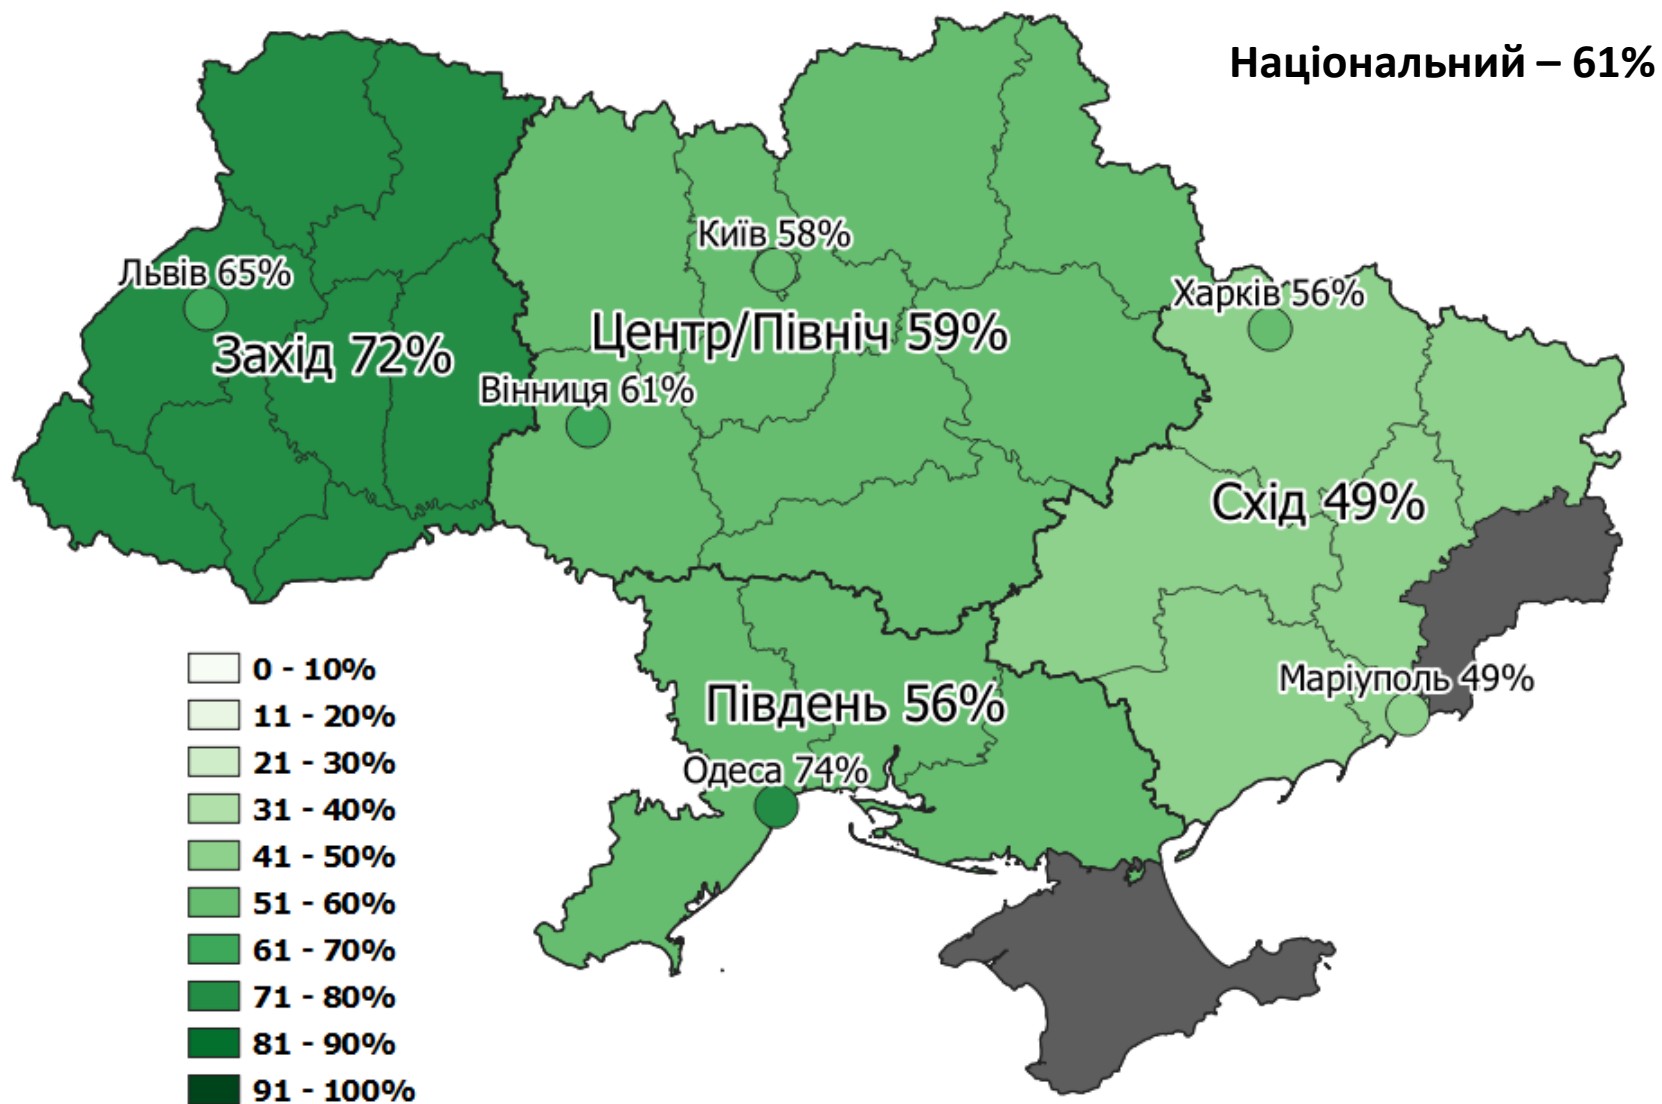 Національний – 61%
Київ 58%
Львів 65%
Харків 56%
Центр/Північ 59%
Захід 72%
Вінниця 61%
Схід 49%
Маріуполь 49%
Південь 56%
Одеса 74%
0 - 10%
11 - 20%
21 - 30%
31 - 40%
41 - 50%
51 - 60%
61 - 70%
71 - 80%
81 - 90%
91 - 100%